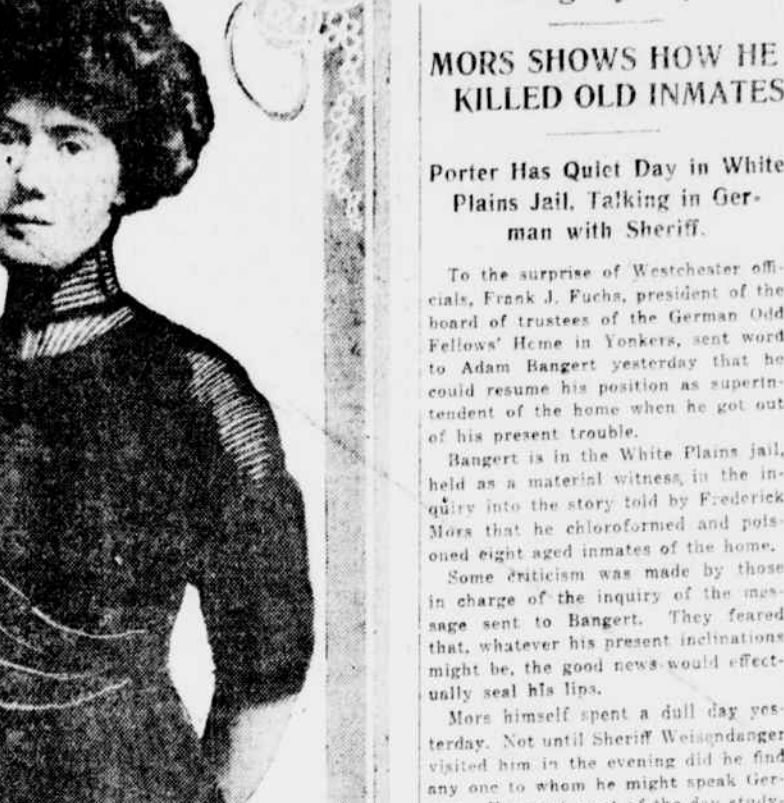 MORS SHOWS HOW HE
KILLED OLD INMATES
Porter Has Quiet Day in White
Plains Jail, Talking in Ger-
man with Sheriff.
To the surprise of Westchester offi-
cials, Frank J. Fuchs, president of the
board of trustees of the German Odd
Fellows' Home in Yonkers, sent word
to Adam Bangert yesterday that he
could resume his position as superin-
tendent of the home when he got out
of his present trouble.
Bangert is in the White Plains jail,
held as a material witness, in the in-
quiry into the story told by Frederick
Mors that he chloroformed and pois-
oned eight aged inmates of the home.
Some criticism was made by those
in charge of the inquiry of the mes-
sage sent to Bangert. They feared
that, whatever his present inclinations
might be, the good news would effect-
ually seal his lips.
Mors himself spent a dull day yes-
terday. Not until Sheriff Weisendanger
visited him in the evening did he find
any one to whom he might speak Ger-